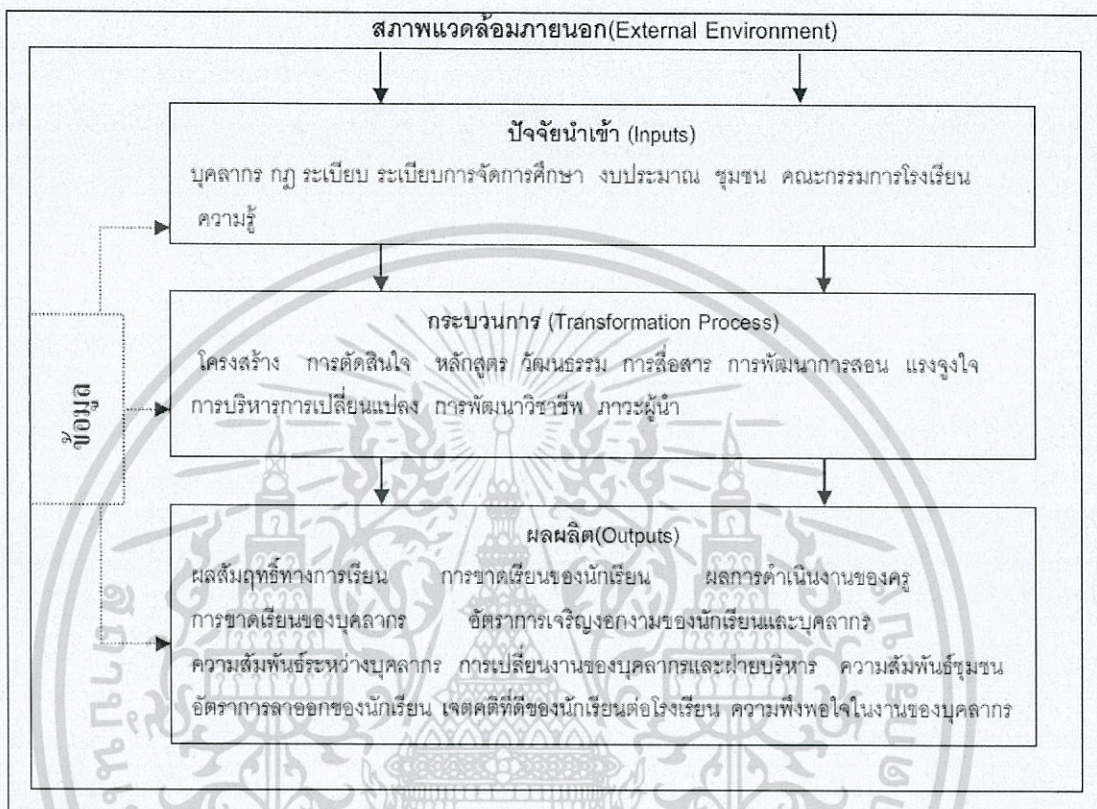 สภาพแวดล้อมภายนอก(External Environment)
ปัจจัยนำเข้า (Inputs)
บุคลากร กฎ ระเบียบ ระเบียบการจัดการศึกษา งบประมาณ ชุมชน คณะกรรมการโรงเรียน
ความรู้
กระบวนการ (Transformation Process)
โครงสร้าง การตัดสินใจ หลักสูตร วัฒนธรรม การสื่อสาร การพัฒนาการสอน แรงจูงใจ
การบริหารการเปลี่ยนแปลง การพัฒนาวิชาชีพ ภาวะผู้นำ
ข้อมูล
ผลผลิต(Outputs)
ผลสัมฤทธิ์ทางการเรียน การขาดเรียนของนักเรียน ผลการดำเนินงานของครู
การขาดเรียนของบุคลากร อัตราการเจริญงอกงามของนักเรียนและบุคลากร
ความสัมพันธ์ระหว่างบุคลากร การเปลี่ยนงานของบุคลากรและฝ่ายบริหาร ความสัมพันธ์ชุมชน
อัตราการลาออกของนักเรียน เจตคติที่ดีของนักเรียนต่อโรงเรียน ความพึงพอใจในงานของบุคลากร